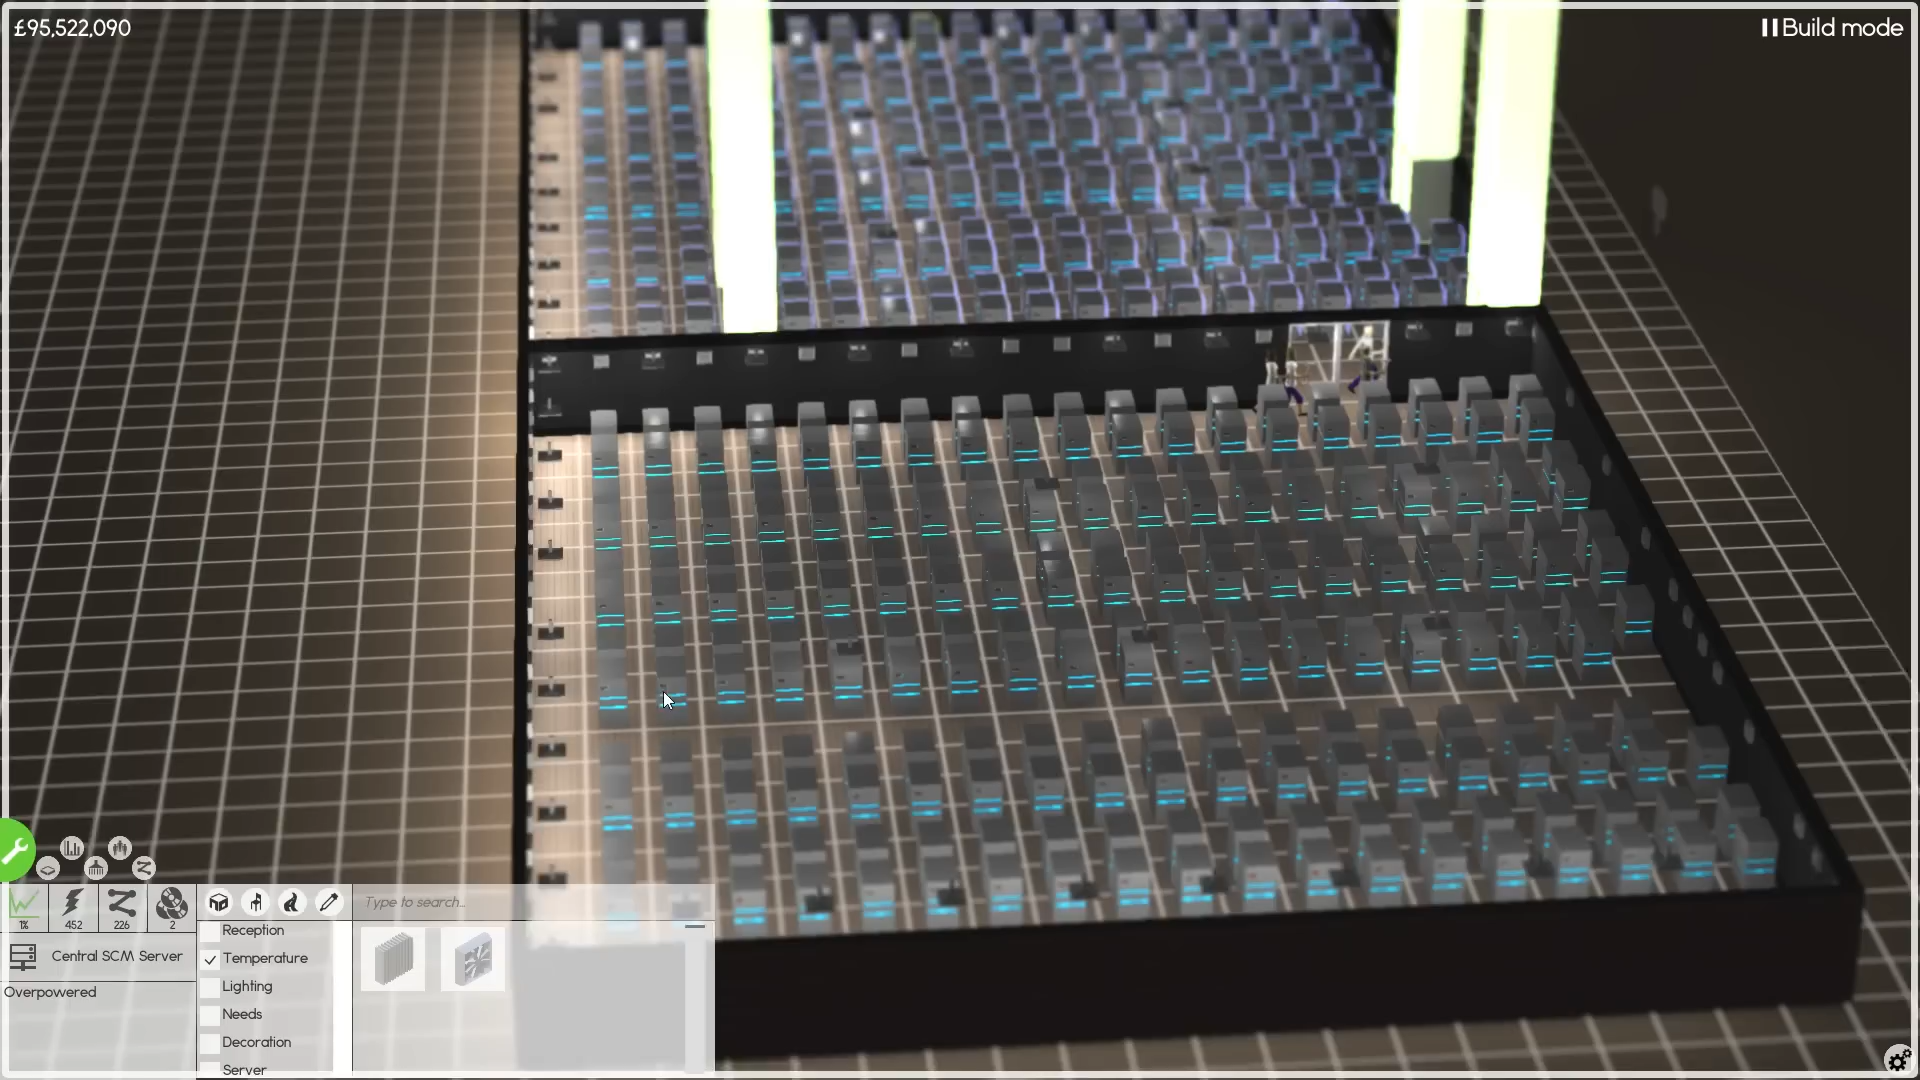 £95,522,090
Build mode
1%
452
226
2
Central SCM Server
Overpowered
Reception
Temperature
Lighting
Needs
Decoration
Server
Type to search...